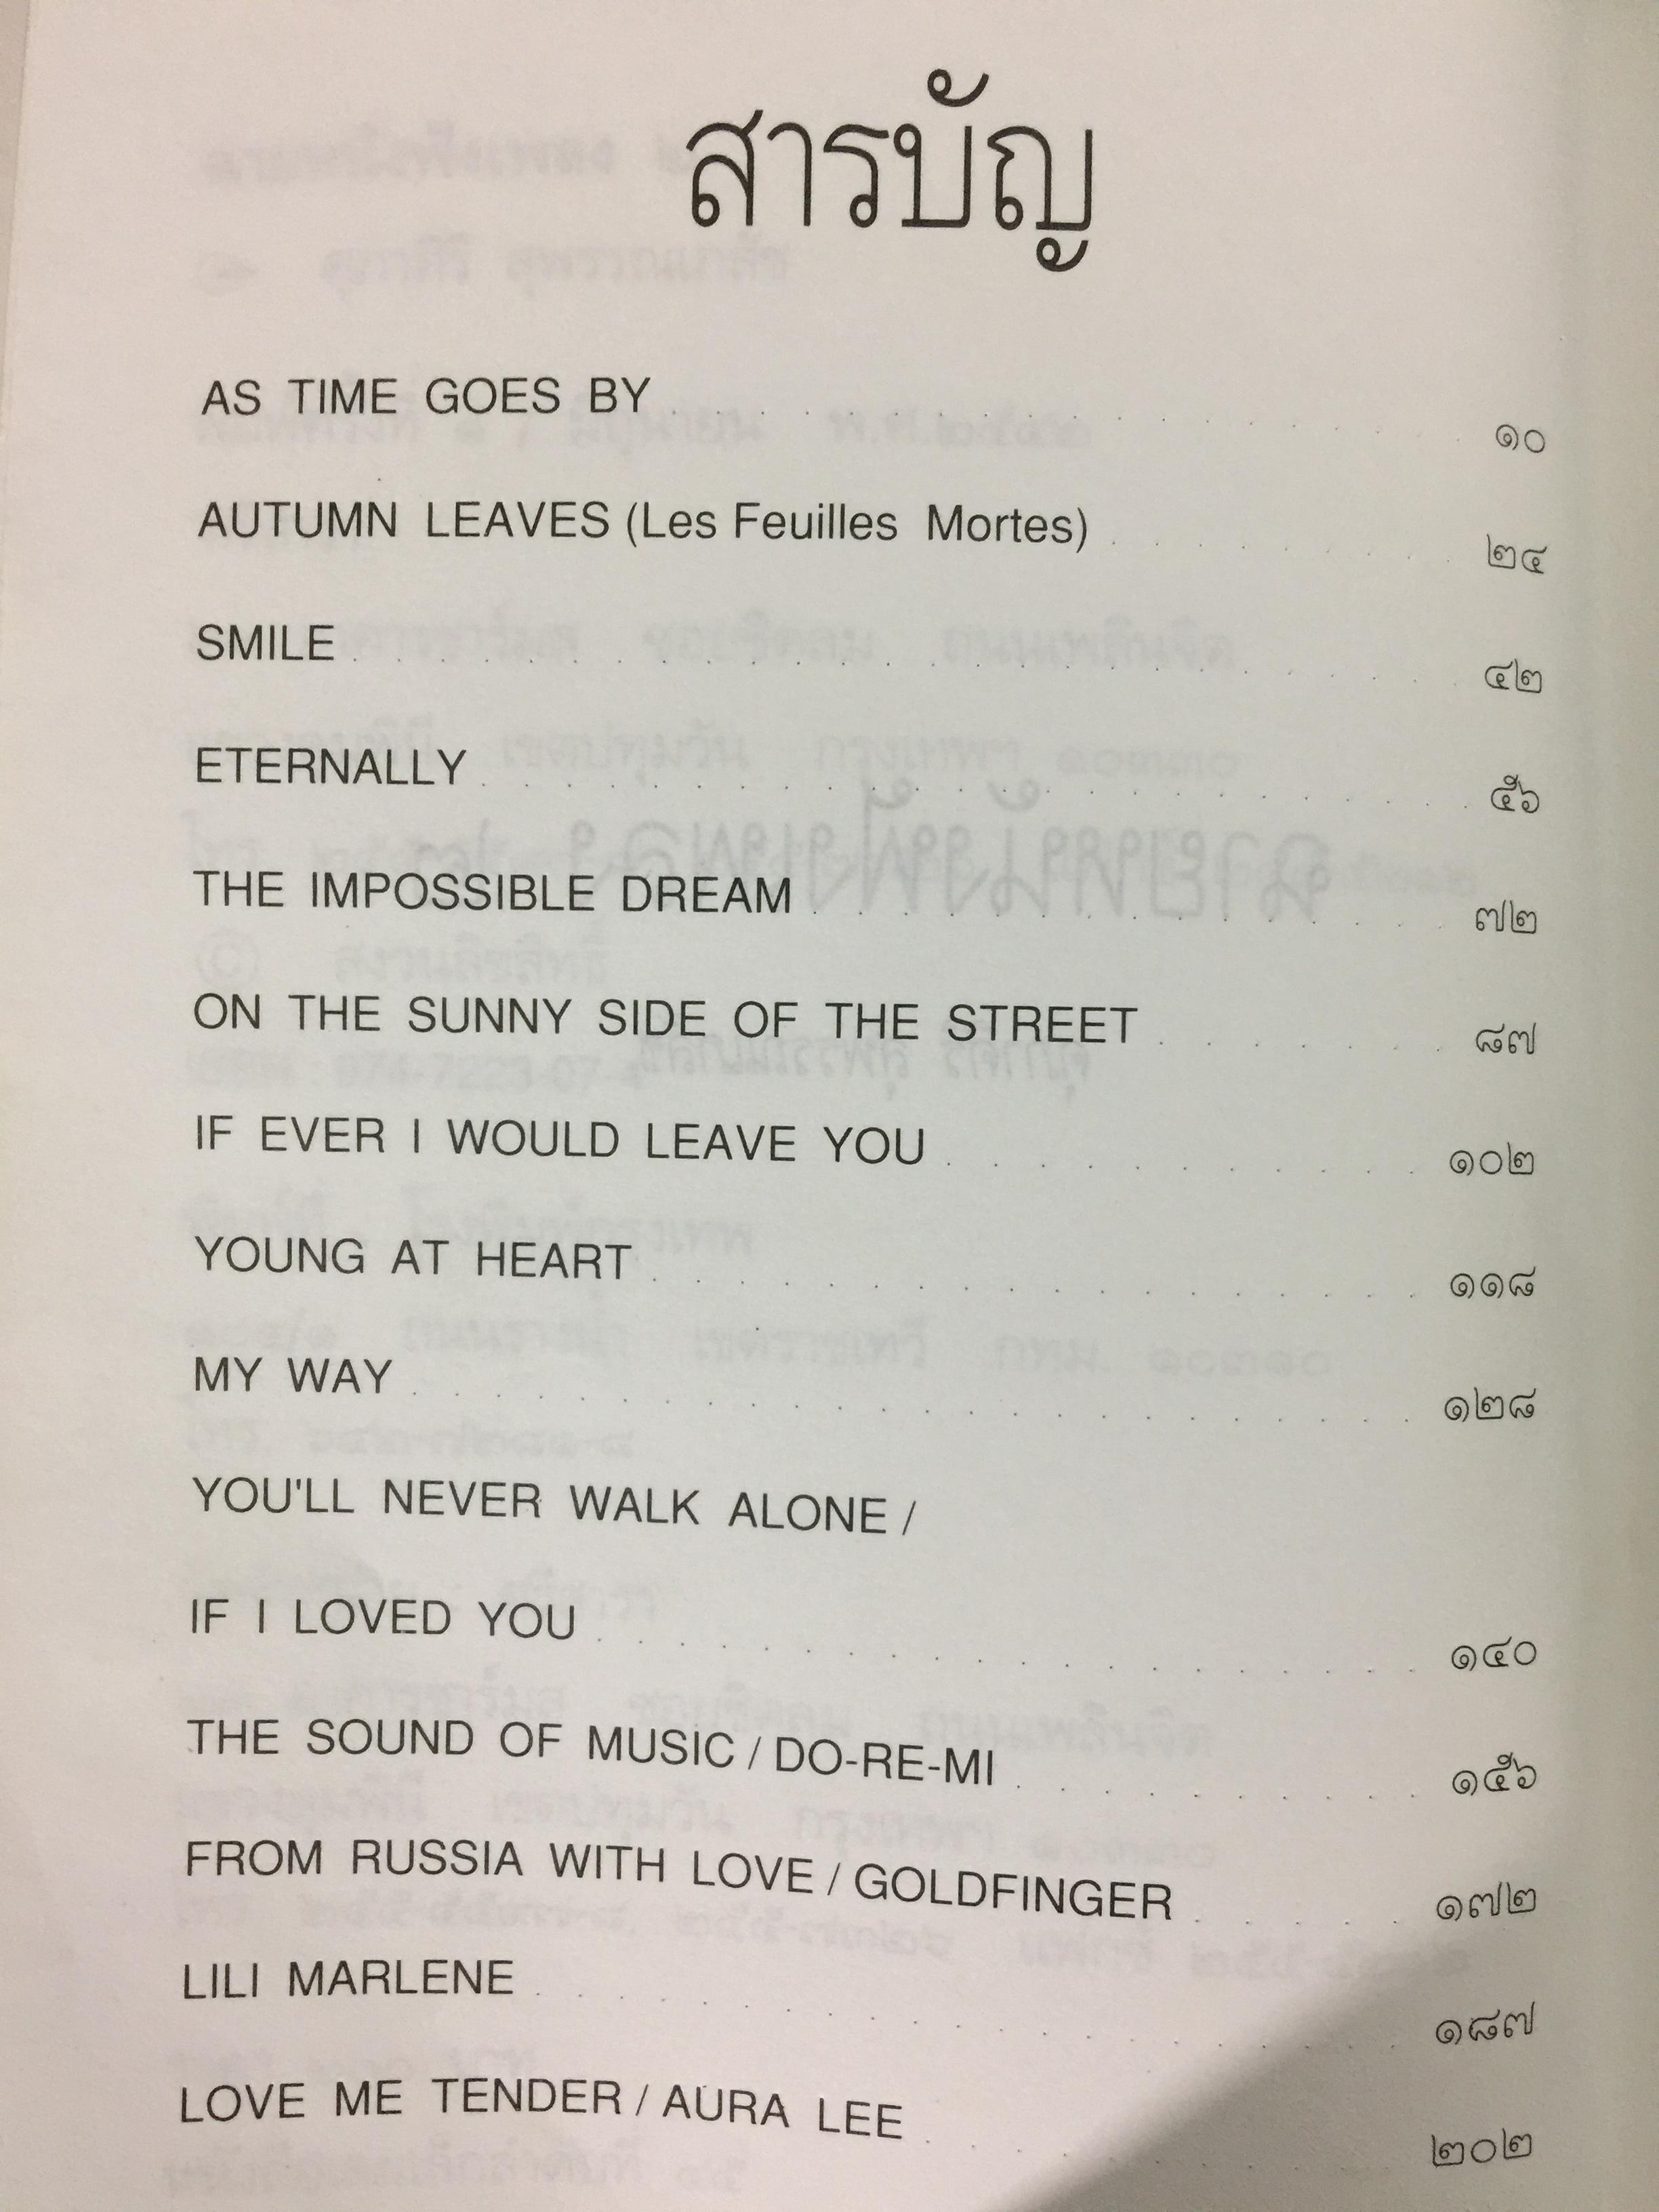 สารบัญ
AS TIME GOES BY . . . . . . . . . . . . . . . . ๑๐
AUTUMN LEAVES (Les Feuilles Mortes) . . . . . . . . . ๒๔
SMILE . . . . . . . . . . . . . . . . . . . . . ๔๒
ETERNALLY . . . . . . . . . . . . . . . . . . . ๕๖
THE IMPOSSIBLE DREAM . . . . . . . . . . . . . . ๗๒
ON THE SUNNY SIDE OF THE STREET . . . . . . . . ๘๗
IF EVER I WOULD LEAVE YOU . . . . . . . . . . . ๑๐๒
YOUNG AT HEART . . . . . . . . . . . . . . . . ๑๑๘
MY WAY . . . . . . . . . . . . . . . . . . . . ๑๒๘
YOU'LL NEVER WALK ALONE /
IF I LOVED YOU . . . . . . . . . . . . . . . . ๑๔๐
THE SOUND OF MUSIC / DO-RE-MI . . . . . . . . . ๑๕๖
FROM RUSSIA WITH LOVE / GOLDFINGER . . . . . . ๑๗๒
LILI MARLENE . . . . . . . . . . . . . . . . . ๑๘๗
LOVE ME TENDER / AURA LEE . . . . . . . . . . . ๒๐๒